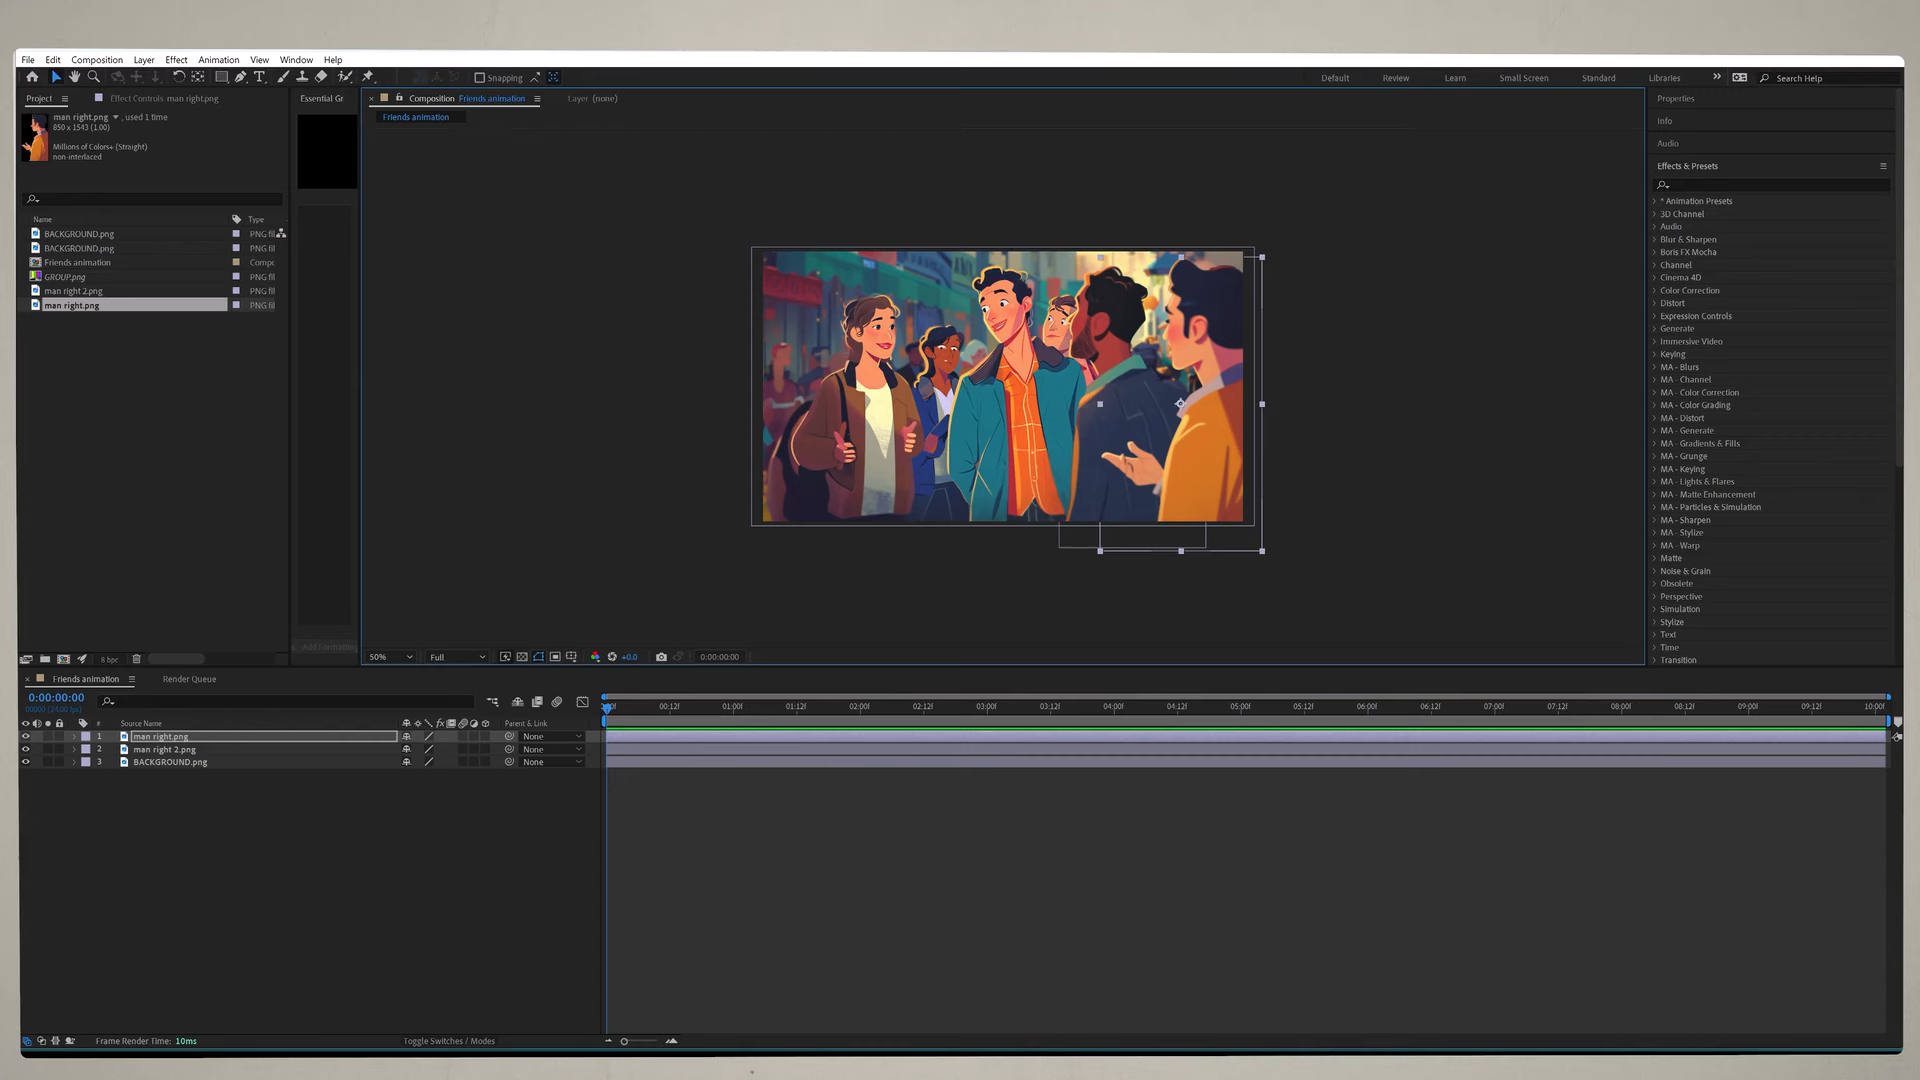 File Edit Composition Layer Effect Animation View Window Help
Snapping
Default Review Learn Small Screen Standard Libraries Search Help
Project
Effect Controls man right.png
Essential Gr
Composition Friends animation
Layer (none)
Friends animation
man right.png , used 1 time
850 x 1543 (1.00)
Millions of Colors+ (Straight)
non-interlaced
Name Type
BACKGROUND.png PNG fil
BACKGROUND.png PNG fil
Friends animation Compo
GROUP.png PNG fil
man right 2.png PNG fil
man right.png PNG fil
Add Formatting
8 bpc
50% Full +0.0 0:00:00:00
Properties
Info
Audio
Effects & Presets
* Animation Presets
3D Channel
Audio
Blur & Sharpen
Boris FX Mocha
Channel
Cinema 4D
Color Correction
Distort
Expression Controls
Generate
Immersive Video
Keying
MA - Blurs
MA - Channel
MA - Color Correction
MA - Color Grading
MA - Distort
MA - Generate
MA - Gradients & Fills
MA - Grunge
MA - Keying
MA - Lights & Flares
MA - Matte Enhancement
MA - Particles & Simulation
MA - Sharpen
MA - Stylize
MA - Warp
Matte
Noise & Grain
Obsolete
Perspective
Simulation
Stylize
Text
Time
Transition
Friends animation
Render Queue
0:00:00:00
00000 (24.00 fps)
# Source Name Parent & Link
00:12f 01:00f 01:12f 02:00f 02:12f 03:00f 03:12f 04:00f 04:12f 05:00f 05:12f 06:00f 06:12f 07:00f 07:12f 08:00f 08:12f 09:00f 09:12f 10:00f
1 man right.png None
2 man right 2.png None
3 BACKGROUND.png None
Frame Render Time: 10ms
Toggle Switches / Modes